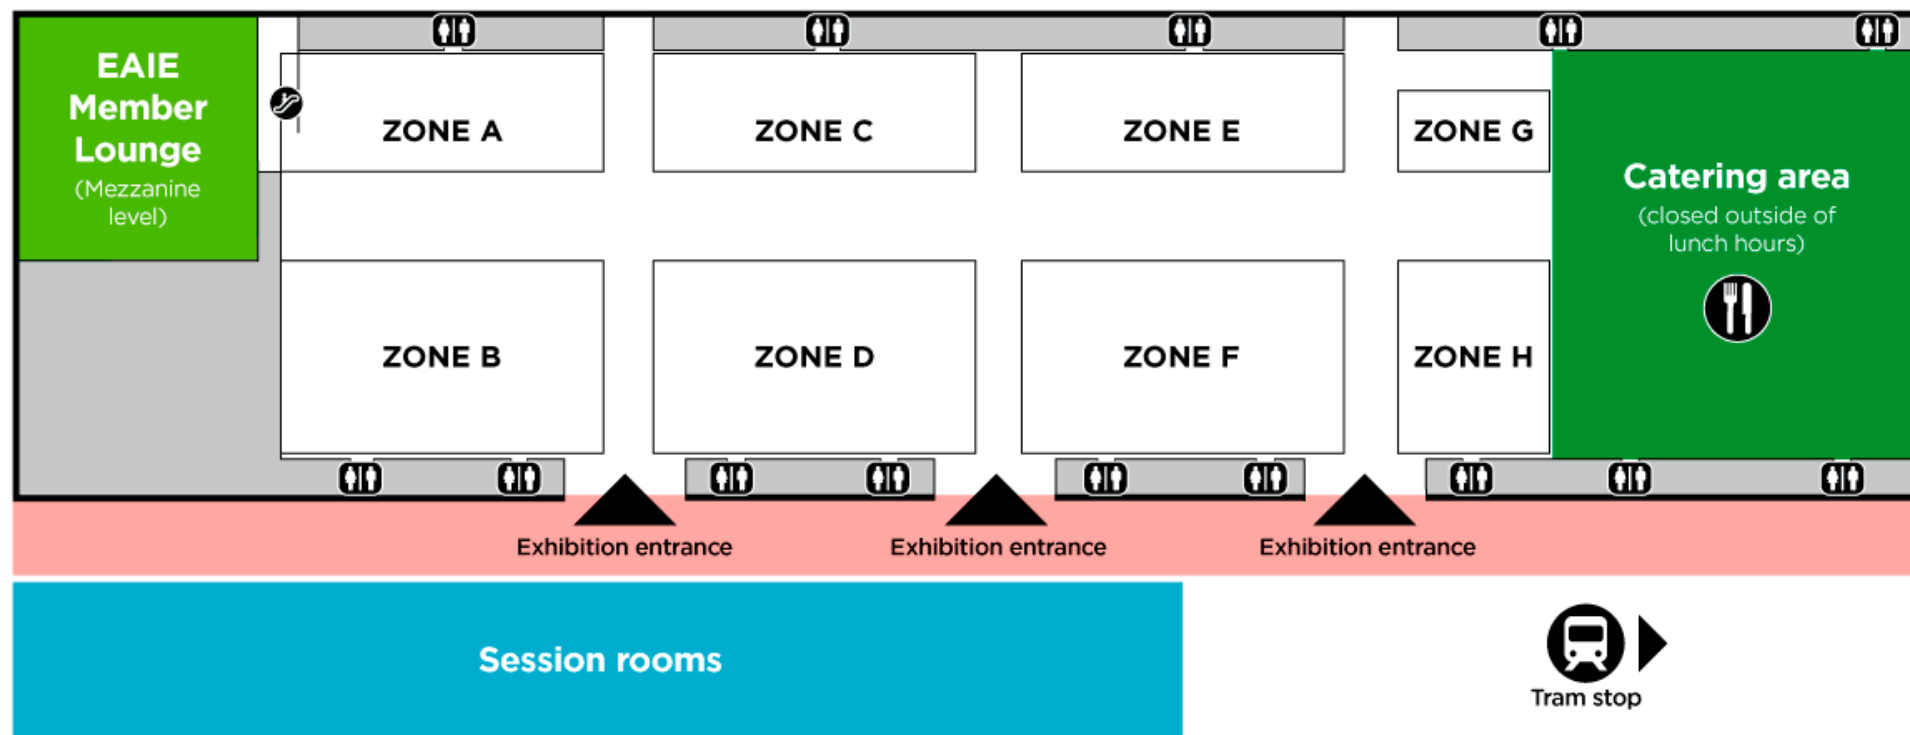 EAIE
Member
Lounge
(Mezzanine
level)
ZONE A
ZONE C
ZONE E
ZONE G
Catering area
(closed outside of
lunch hours)
ZONE B
ZONE D
ZONE F
ZONE H
Exhibition entrance
Exhibition entrance
Exhibition entrance
Session rooms
Tram stop